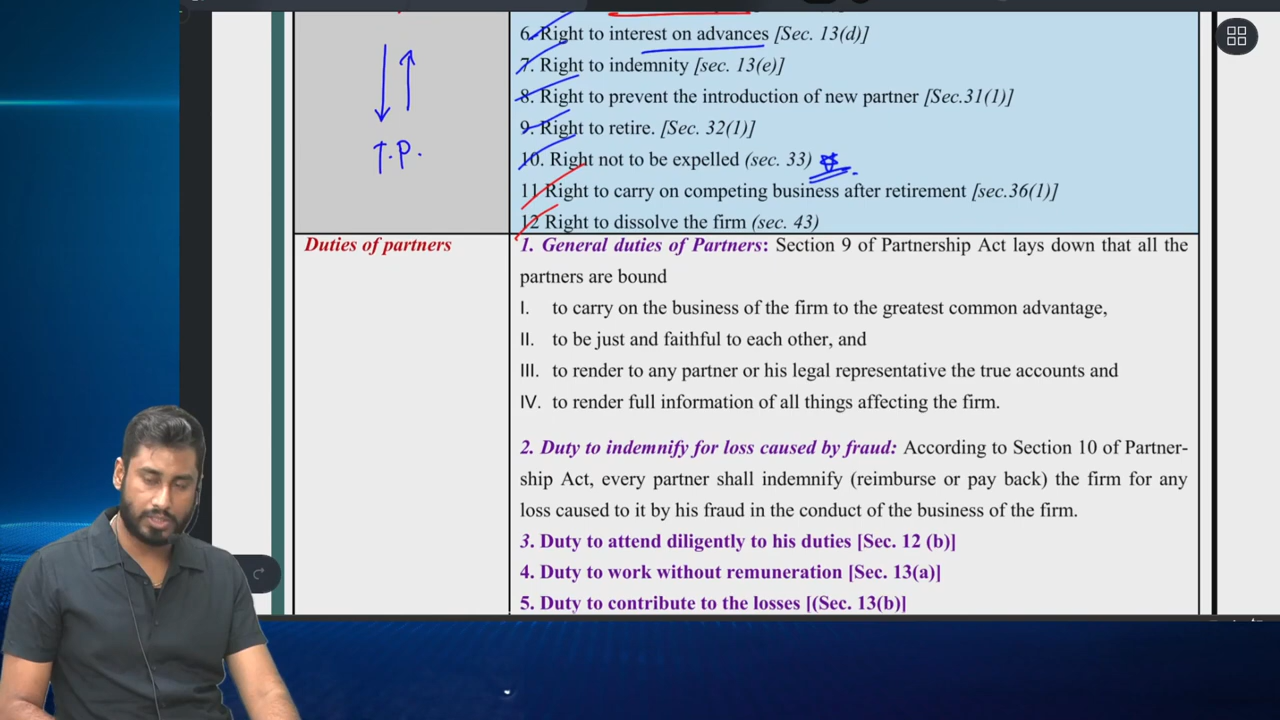 6. Right to interest on advances [Sec. 13(d)]
7. Right to indemnity [sec. 13(e)]
8. Right to prevent the introduction of new partner [Sec.31(1)]
9. Right to retire. [Sec. 32(1)]
T.P.
10. Right not to be expelled (sec. 33)
11 Right to carry on competing business after retirement [sec.36(1)]
12 Right to dissolve the firm (sec. 43)
Duties of partners
1. General duties of Partners: Section 9 of Partnership Act lays down that all the
partners are bound
I. to carry on the business of the firm to the greatest common advantage,
II. to be just and faithful to each other, and
III. to render to any partner or his legal representative the true accounts and
IV. to render full information of all things affecting the firm.
2. Duty to indemnify for loss caused by fraud: According to Section 10 of Partner-
ship Act, every partner shall indemnify (reimburse or pay back) the firm for any
loss caused to it by his fraud in the conduct of the business of the firm.
3. Duty to attend diligently to his duties [Sec. 12 (b)]
4. Duty to work without remuneration [Sec. 13(a)]
5. Duty to contribute to the losses [(Sec. 13(b)]